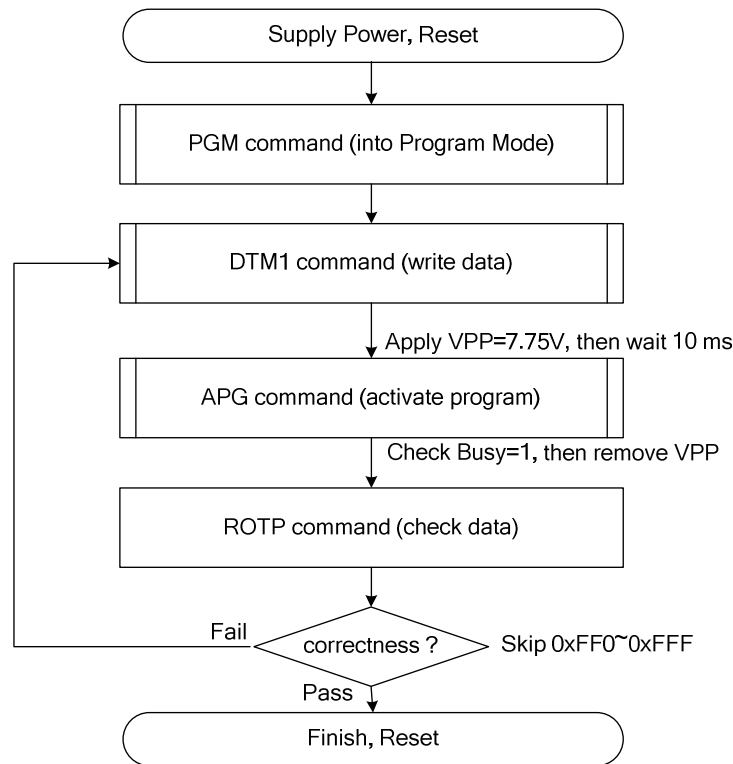 Supply Power, Reset
PGM command (into Program Mode)
DTM1 command (write data)
Apply VPP=7.75V, then wait 10 ms
APG command (activate program)
Check Busy=1, then remove VPP
ROTP command (check data)
Fail
correctness ?
Skip 0xFF0~0xFFF
Pass
Finish, Reset